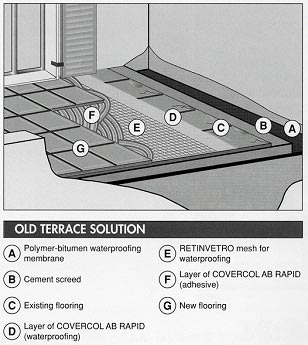 F
D
E
C
B
A
G
OLD TERRACE SOLUTION
A Polymer-bitumen waterproofing
membrane
B Cement screed
C Existing flooring
D Layer of COVERCOL AB RAPID
(waterproofing)
E RETINVETRO mesh for
waterproofing
F Layer of COVERCOL AB RAPID
(adhesive)
G New flooring